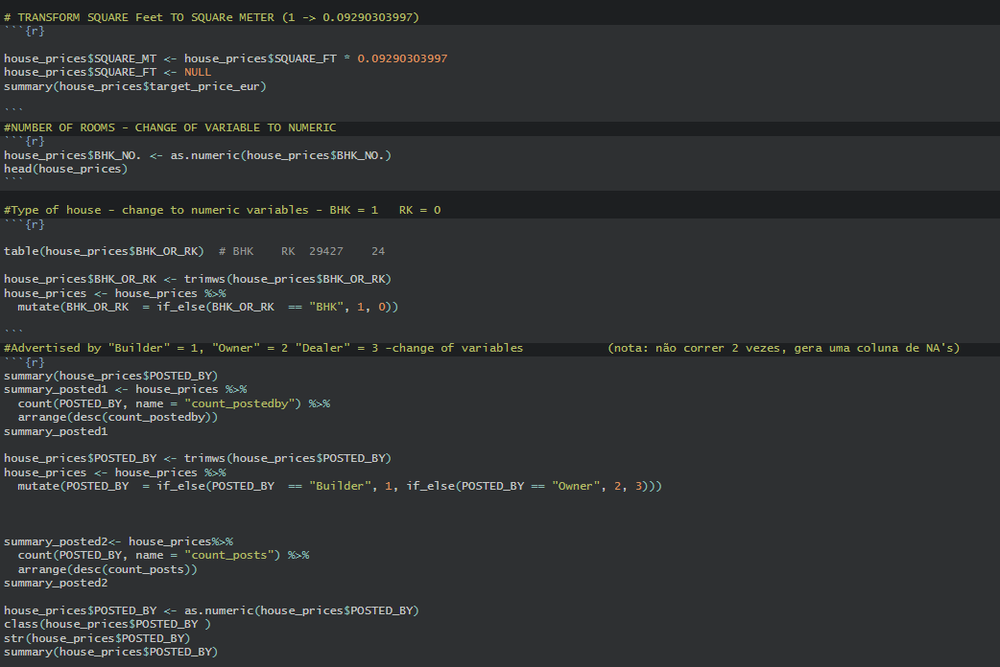 # TRANSFORM SQUARE Feet TO SQUARe METER (1 -> 0.09290303997)
```{r}
house_prices$SQUARE_MT <- house_prices$SQUARE_FT * 0.09290303997
house_prices$SQUARE_FT <- NULL
summary(house_prices$target_price_eur)
```
#NUMBER OF ROOMS - CHANGE OF VARIABLE TO NUMERIC
```{r}
house_prices$BHK_NO. <- as.numeric(house_prices$BHK_NO.)
head(house_prices)
```
#Type of house - change to numeric variables - BHK = 1   RK = 0
```{r}
table(house_prices$BHK_OR_RK)  # BHK    RK  29427    24
house_prices$BHK_OR_RK <- trimws(house_prices$BHK_OR_RK)
house_prices <- house_prices %>%
  mutate(BHK_OR_RK  = if_else(BHK_OR_RK  == "BHK", 1, 0))
```
#Advertised by "Builder" = 1, "Owner" = 2 "Dealer" = 3 -change of variables            (nota: não correr 2 vezes, gera uma coluna de NA's)
```{r}
summary(house_prices$POSTED_BY)
summary_posted1 <- house_prices %>%
  count(POSTED_BY, name = "count_postedby") %>%
  arrange(desc(count_postedby))
summary_posted1
house_prices$POSTED_BY <- trimws(house_prices$POSTED_BY)
house_prices <- house_prices %>%
  mutate(POSTED_BY  = if_else(POSTED_BY  == "Builder", 1, if_else(POSTED_BY == "Owner", 2, 3)))
summary_posted2<- house_prices%>%
  count(POSTED_BY, name = "count_posts") %>%
  arrange(desc(count_posts))
summary_posted2
house_prices$POSTED_BY <- as.numeric(house_prices$POSTED_BY)
class(house_prices$POSTED_BY )
str(house_prices$POSTED_BY)
summary(house_prices$POSTED_BY)